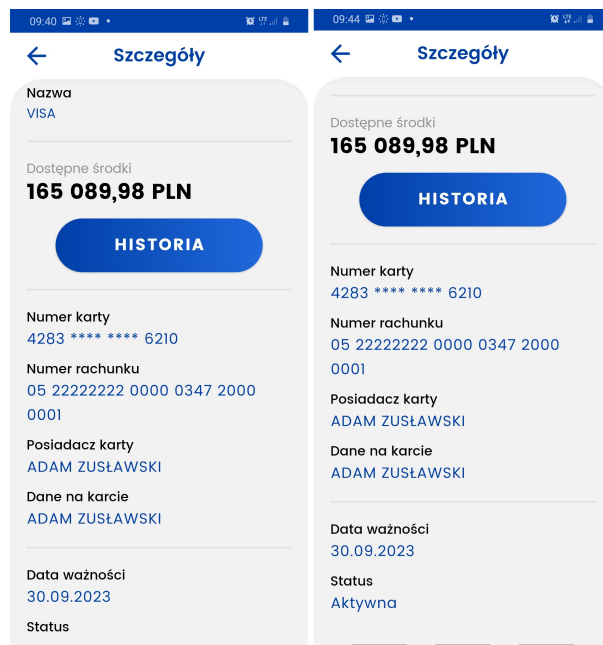 09:40
Szczegóły
Nazwa
VISA
Dostępne środki
165 089,98 PLN
HISTORIA
Numer karty
4283 **** **** 6210
Numer rachunku
05 22222222 0000 0347 2000
0001
Posiadacz karty
ADAM ZUSŁAWSKI
Dane na karcie
ADAM ZUSŁAWSKI
Data ważności
30.09.2023
Status
09:44
Szczegóły
Dostępne środki
165 089,98 PLN
HISTORIA
Numer karty
4283 **** **** 6210
Numer rachunku
05 22222222 0000 0347 2000
0001
Posiadacz karty
ADAM ZUSŁAWSKI
Dane na karcie
ADAM ZUSŁAWSKI
Data ważności
30.09.2023
Status
Aktywna